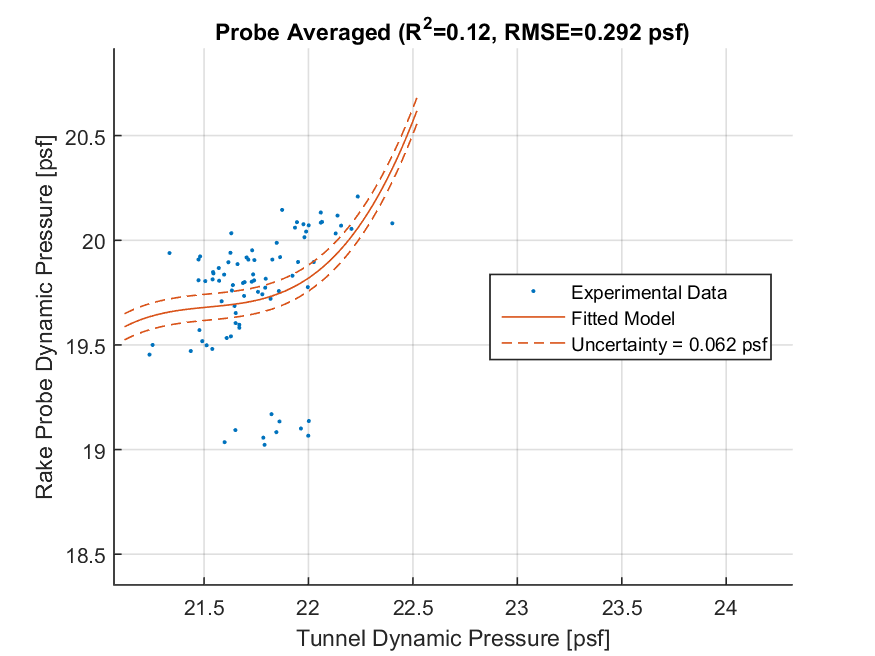 Probe Averaged (R²=0.12, RMSE=0.292 psf)
Rake Probe Dynamic Pressure [psf]
20.5
20
19.5
19
18.5
Experimental Data
Fitted Model
Uncertainty = 0.062 psf
21.5 22 22.5 23 23.5 24
Tunnel Dynamic Pressure [psf]